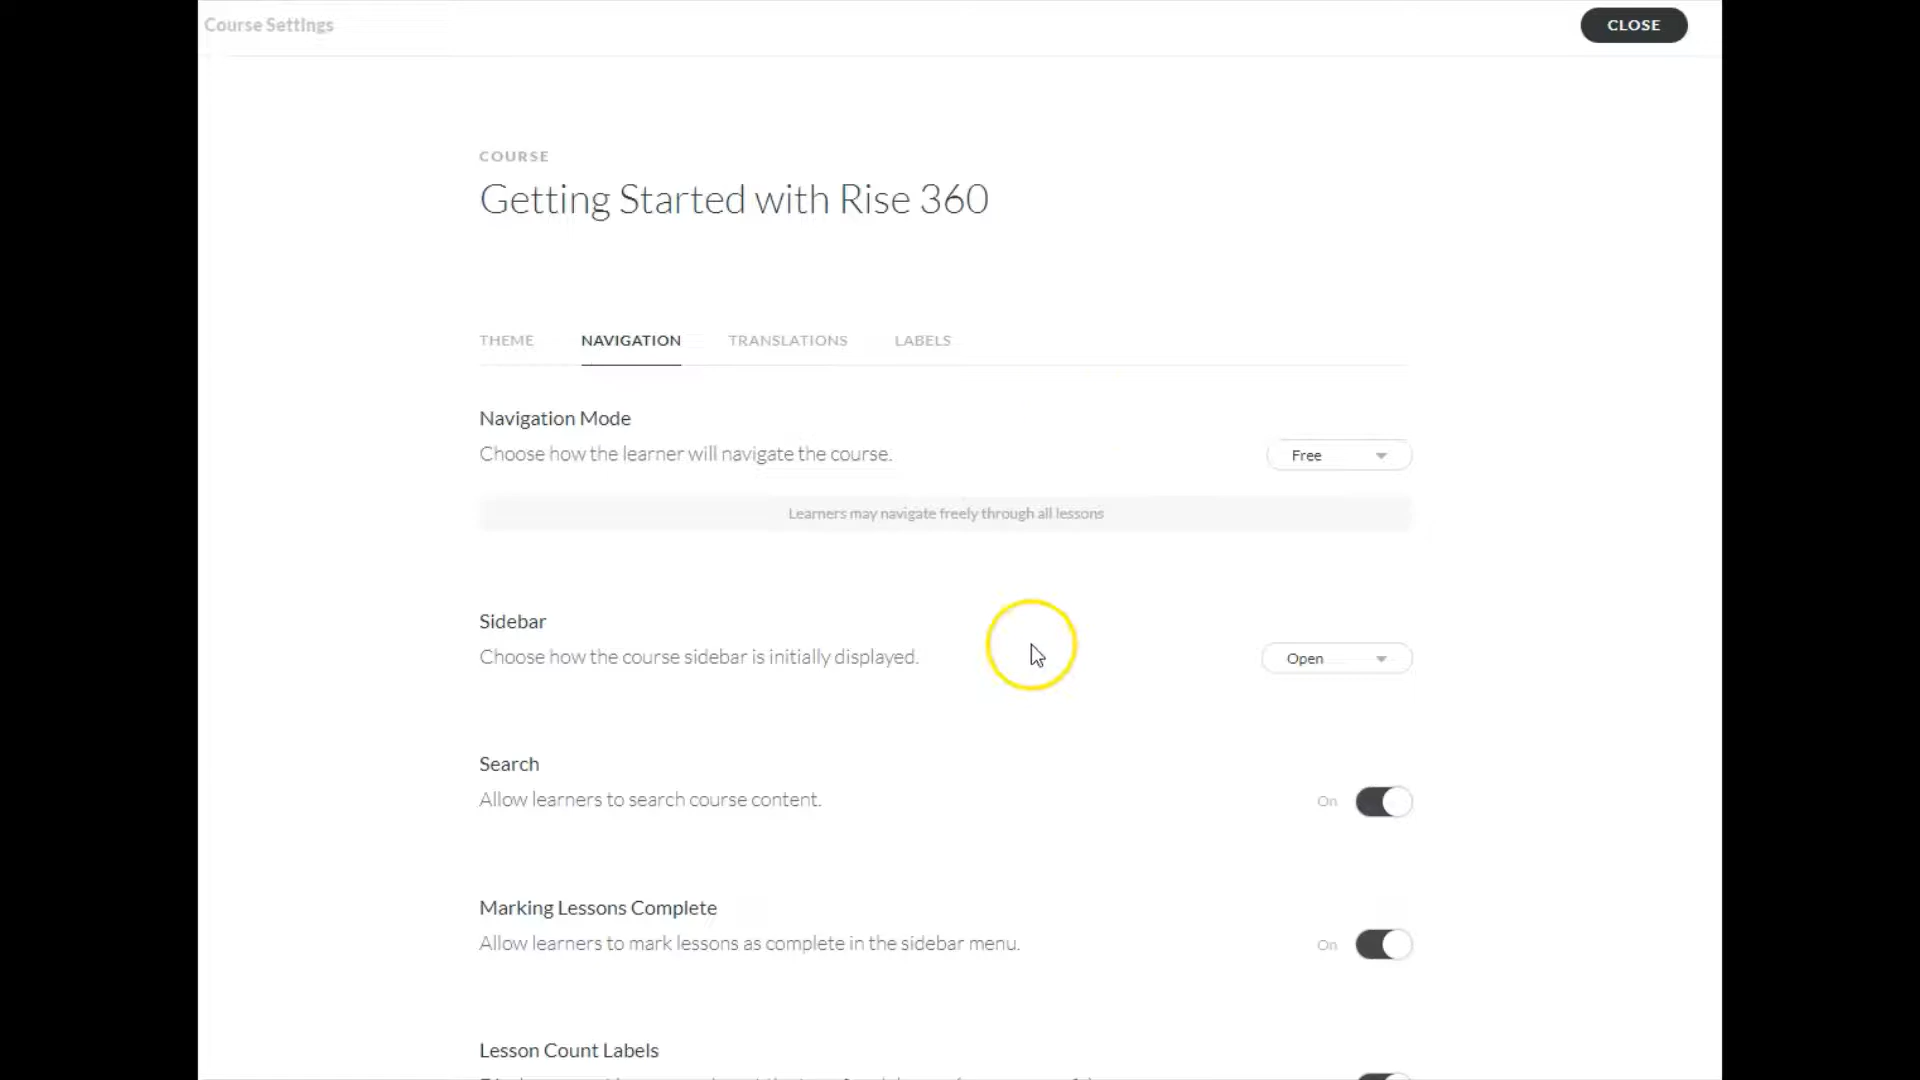 Course Settings
CLOSE
COURSE
Getting Started with Rise 360
THEME NAVIGATION TRANSLATIONS LABELS
Navigation Mode
Choose how the learner will navigate the course.
Free
Learners may navigate freely through all lessons
Sidebar
Choose how the course sidebar is initially displayed.
Open
Search
Allow learners to search course content.
On
Marking Lessons Complete
Allow learners to mark lessons as complete in the sidebar menu.
On
Lesson Count Labels